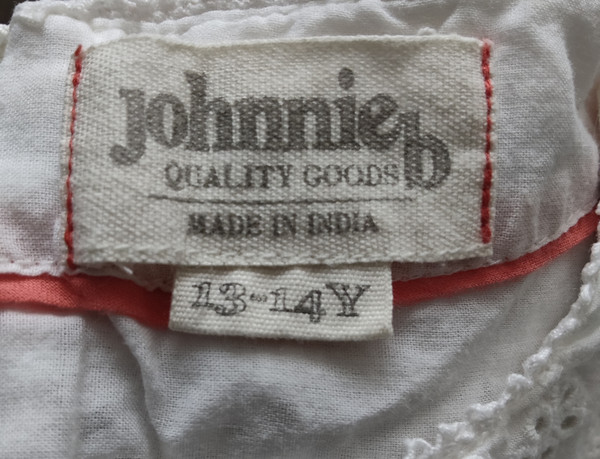 Johnnie b
QUALITY GOODS
MADE IN INDIA
13-14Y